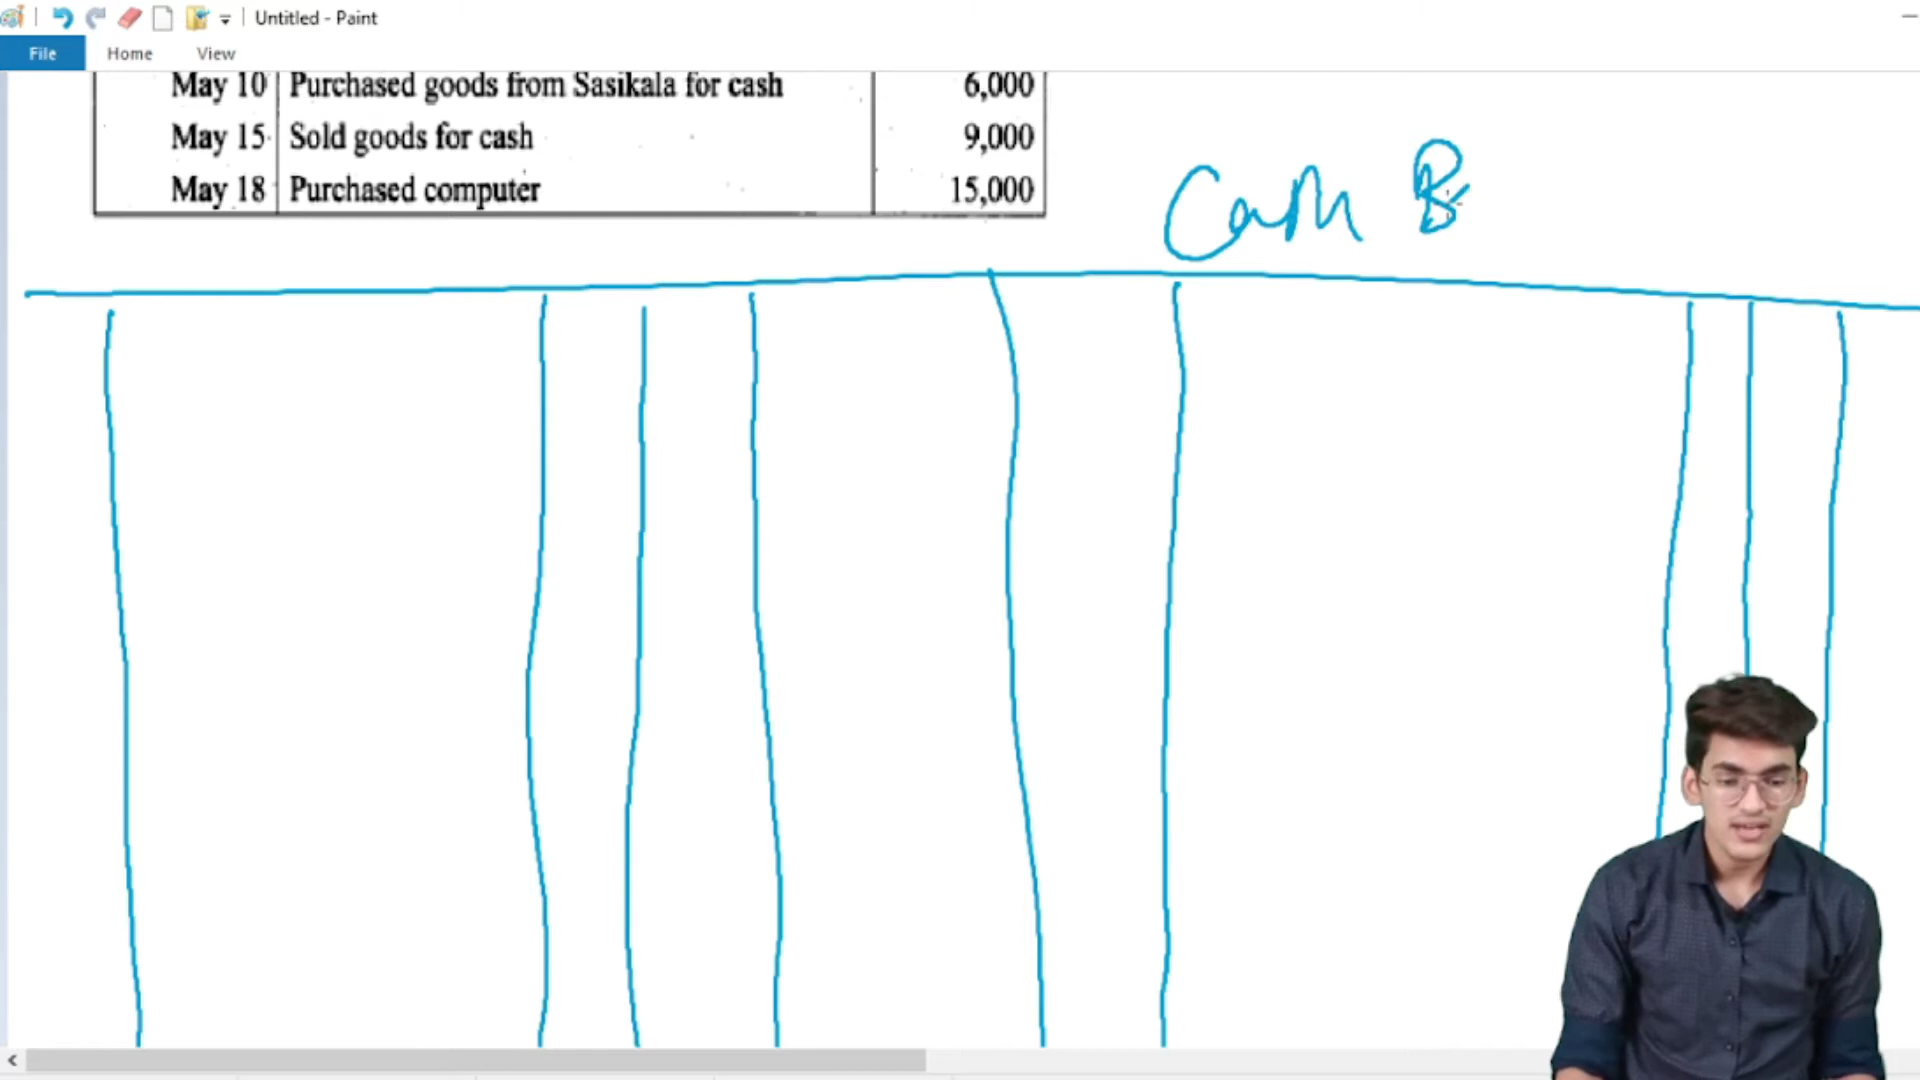 Untitled - Paint
File Home View
May 10 Purchased goods from Sasikala for cash 6,000
May 15 Sold goods for cash 9,000
May 18 Purchased computer 15,000
Cash B